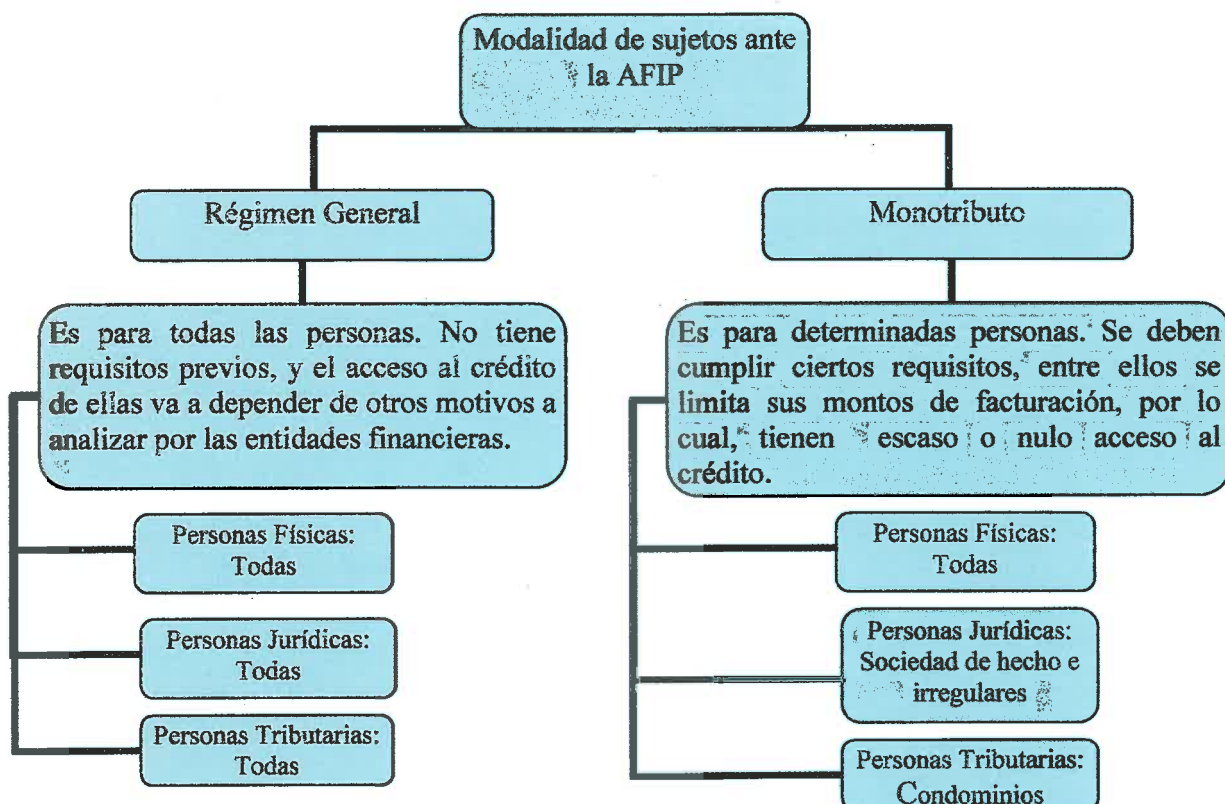 Modalidad de sujetos ante
la AFIP
Régimen General
Monotributo
Es para todas las personas. No tiene
requisitos previos, y el acceso al crédito
de ellas va a depender de otros motivos a
analizar por las entidades financieras.
Es para determinadas personas. Se deben
cumplir ciertos requisitos, entre ellos se
limita sus montos de facturación, por lo
cual, tienen escaso o nulo acceso al
crédito.
Personas Físicas:
Todas
Personas Jurídicas:
Todas
Personas Tributarias:
Todas
Personas Físicas:
Todas
Personas Jurídicas:
Sociedad de hecho e
irregulares
Personas Tributarias:
Condominios